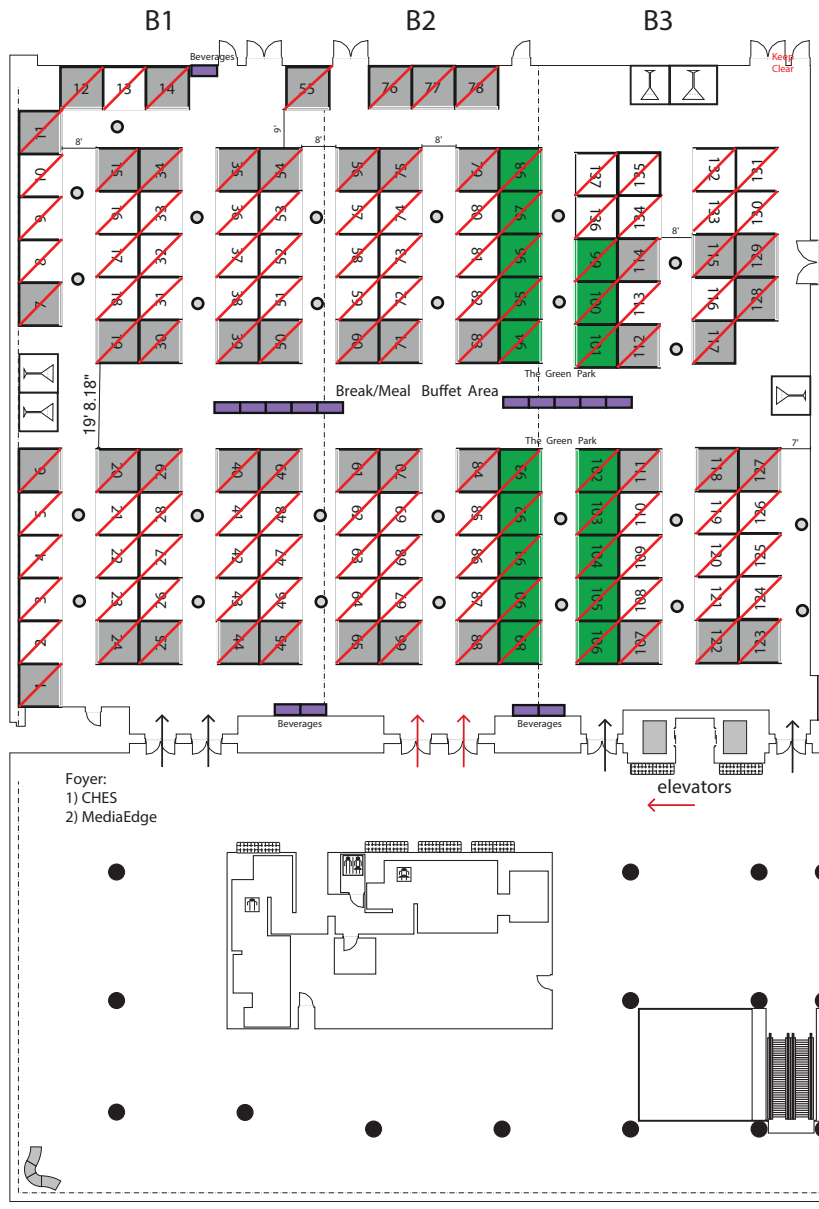 B1 B2 B3
Beverages
Keep
Clear
12 13 14 55 76 77 78
11
8'
9'
8'
8'
10 15 34 35 54 56 75 79 98 137 135 132 131
9 16 33 36 53 57 74 80 97 136 134 133 130
8'
8 17 32 37 52 58 73 81 96 99 114 115 129
7 18 31 38 51 59 72 82 95 100 113 116 128
19 30 39 50 60 71 83 94 101 112 117
The Green Park
19' 8.18"
Break/Meal Buffet Area
The Green Park
7'
6 20 29 40 49 61 70 84 93 102 111 118 127
5 21 28 41 48 62 69 85 92 103 110 119 126
4 22 27 42 47 63 68 86 91 104 109 120 125
3 23 26 43 46 64 67 87 90 105 108 121 124
2 24 25 44 45 65 66 88 89 106 107 122 123
1
Beverages
Beverages
Foyer:
1) CHES
2) MediaEdge
elevators